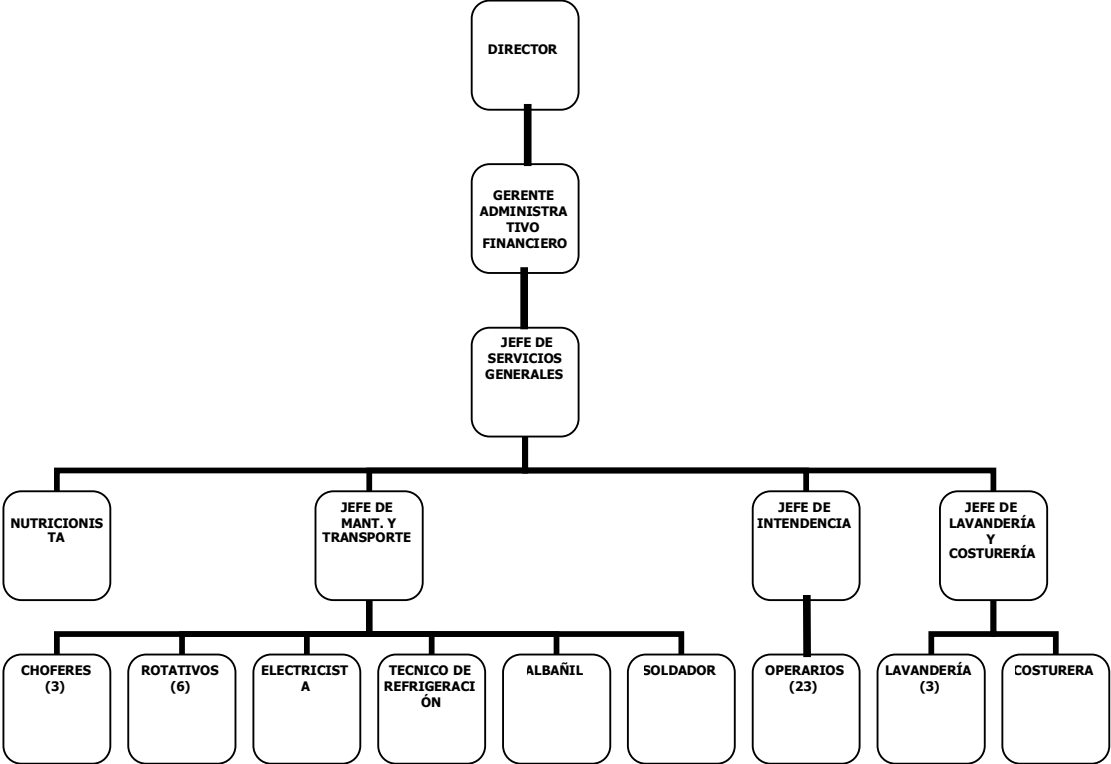 DIRECTOR
GERENTE
ADMINISTRA
TIVO
FINANCIERO
JEFE DE
SERVICIOS
GENERALES
NUTRICIONIS
TA
JEFE DE
MANT. Y
TRANSPORTE
JEFE DE
INTENDENCIA
JEFE DE
LAVANDERÍA
Y
COSTURERÍA
CHOFERES
(3)
ROTATIVOS
(6)
ELECTRICIST
A
TECNICO DE
REFRIGERACI
ÓN
ALBAÑIL
SOLDADOR
OPERARIOS
(23)
LAVANDERÍA
(3)
COSTURERA